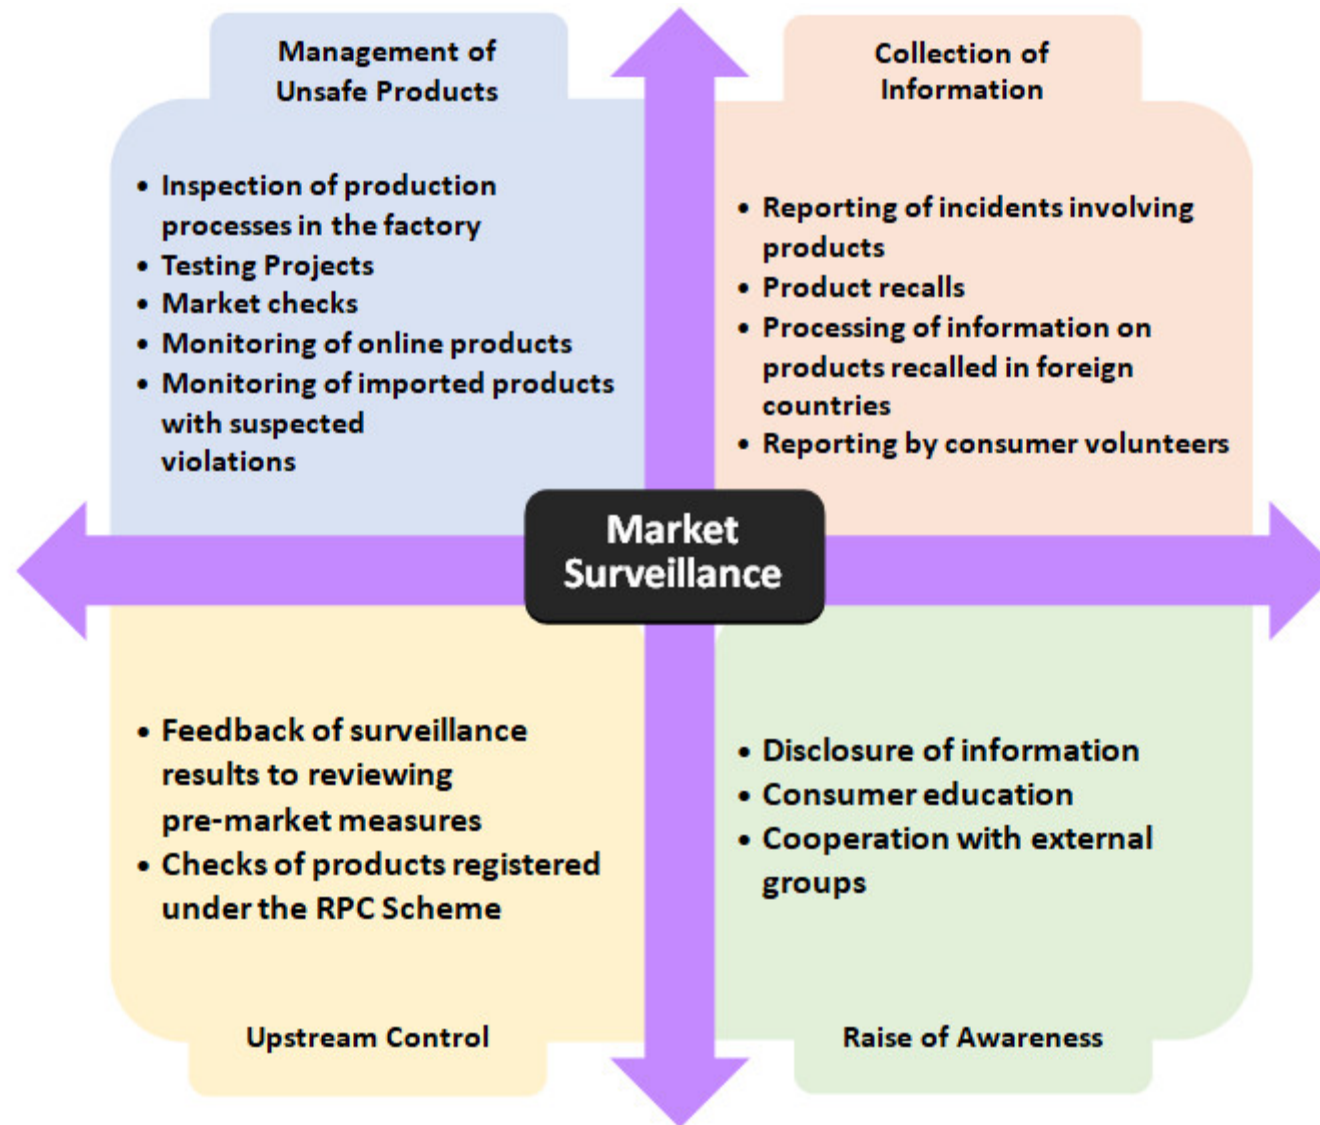 Management of
Unsafe Products
• Inspection of production
processes in the factory
• Testing Projects
• Market checks
• Monitoring of online products
• Monitoring of imported products
with suspected
violations
Collection of
Information
• Reporting of incidents involving
products
• Product recalls
• Processing of information on
products recalled in foreign
countries
• Reporting by consumer volunteers
Market
Surveillance
• Feedback of surveillance
results to reviewing
pre-market measures
• Checks of products registered
under the RPC Scheme
Upstream Control
• Disclosure of information
• Consumer education
• Cooperation with external
groups
Raise of Awareness